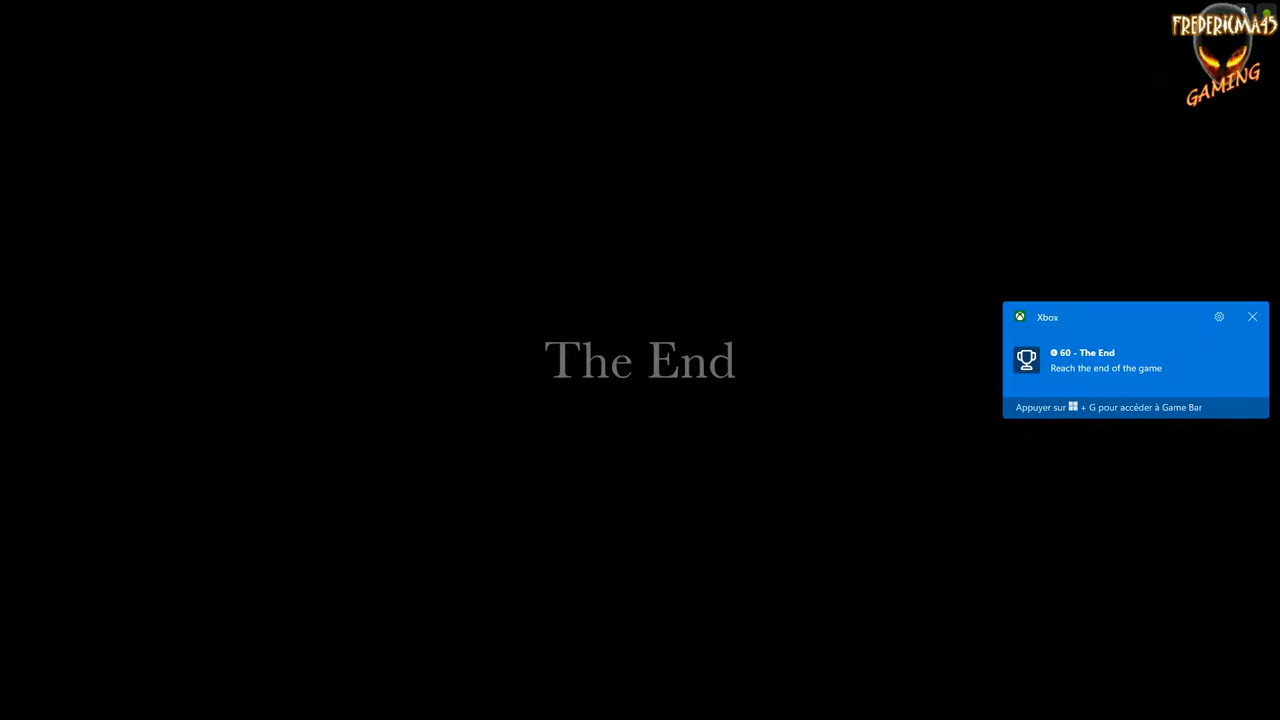 FREDERICMA45
GAMING
The End
Xbox
60 - The End
Reach the end of the game
Appuyer sur + G pour accéder à Game Bar